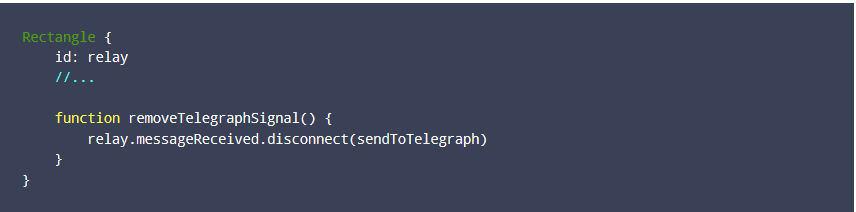 Rectangle {
    id: relay
    //...

    function removeTelegraphSignal() {
        relay.messageReceived.disconnect(sendToTelegraph)
    }
}